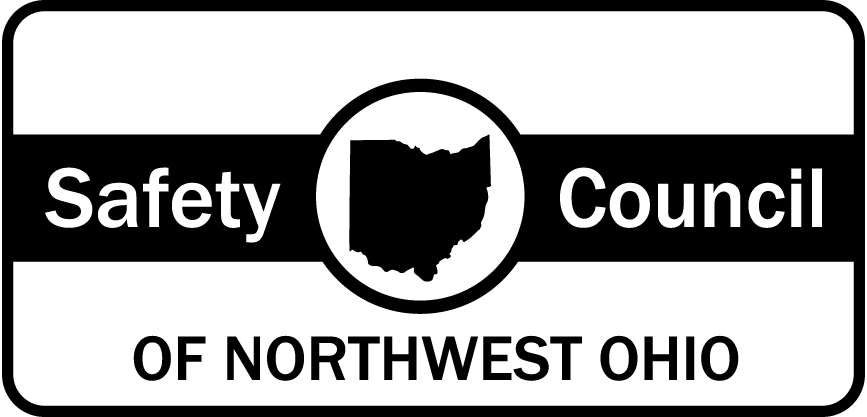 Safety Council
OF NORTHWEST OHIO